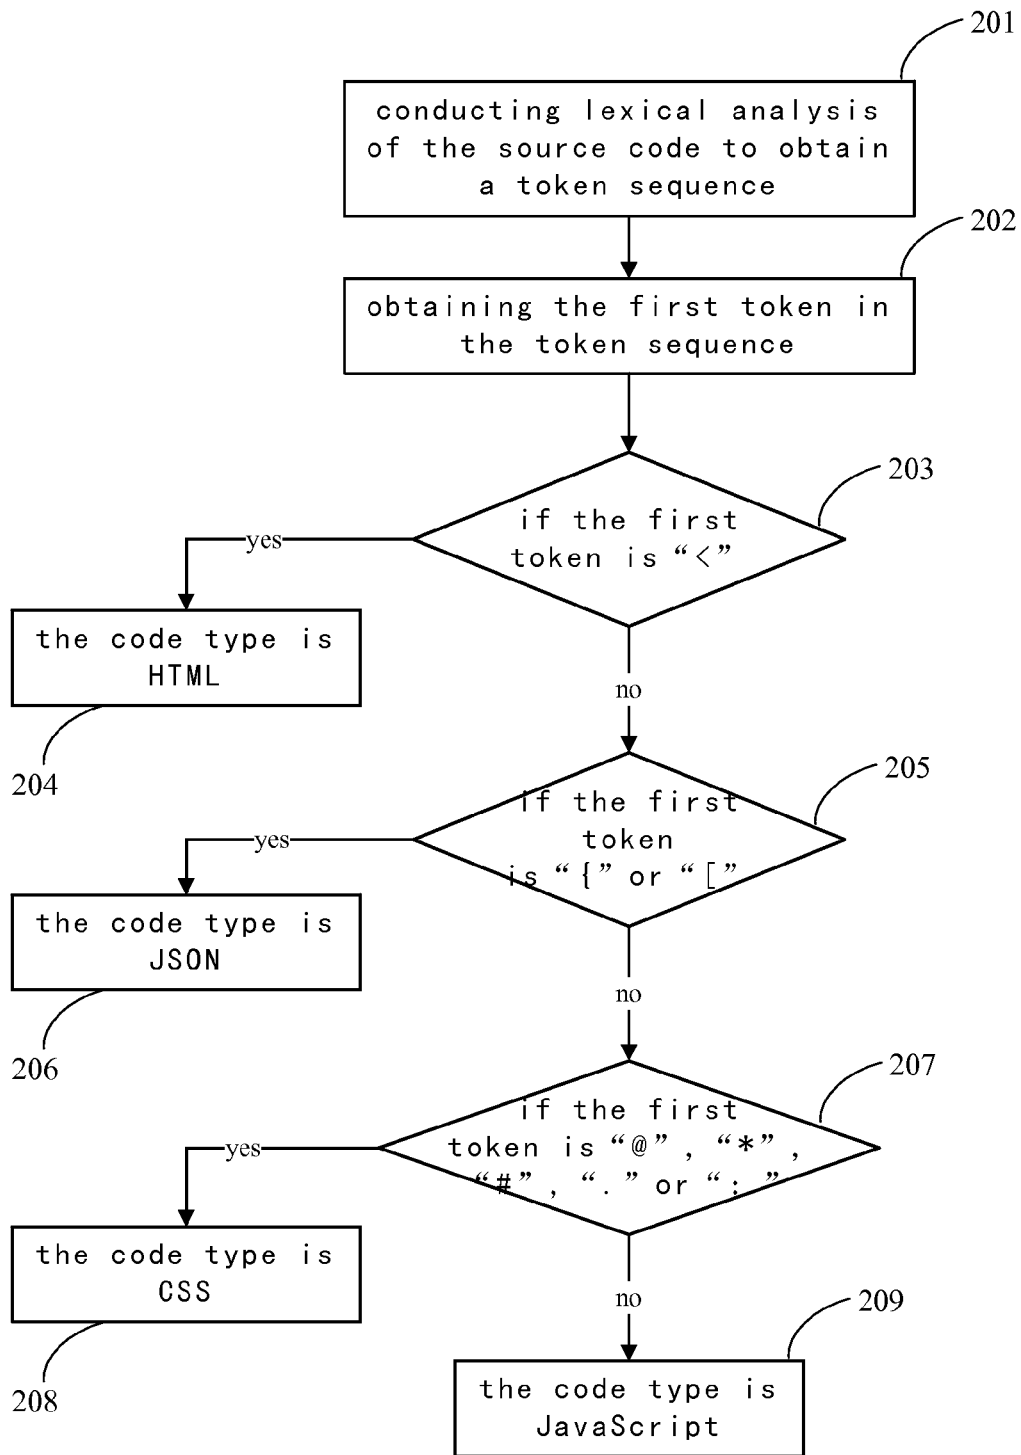 201
conducting lexical analysis
of the source code to obtain
a token sequence
202
obtaining the first token in
the token sequence
203
if the first
token is “<”
yes
the code type is
HTML
204
no
205
if the first
token
is “{” or “[”
yes
the code type is
JSON
206
no
207
if the first
token is “@”, “*”,
“#”, “.” or “:”
yes
the code type is
CSS
208
no
209
the code type is
JavaScript